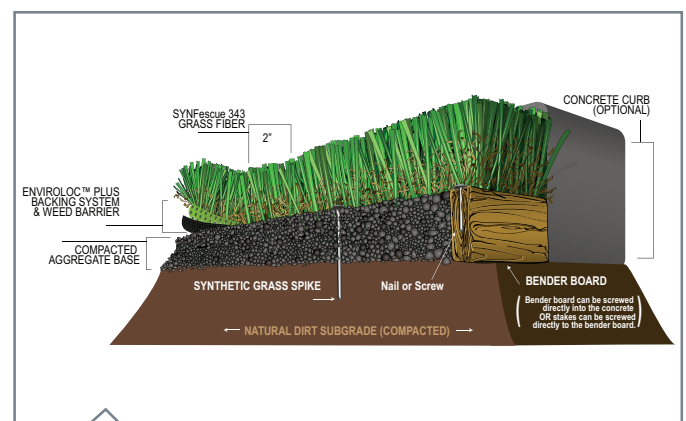 SYNFescue 343
GRASS FIBER
2"
CONCRETE CURB
(OPTIONAL)
ENVIROLOC™ PLUS
BACKING SYSTEM
& WEED BARRIER
COMPACTED
AGGREGATE BASE
SYNTHETIC GRASS SPIKE
Nail or Screw
BENDER BOARD
(Bender board can be screwed
directly into the concrete
OR stakes can be screwed
directly to the bender board.)
NATURAL DIRT SUBGRADE (COMPACTED)